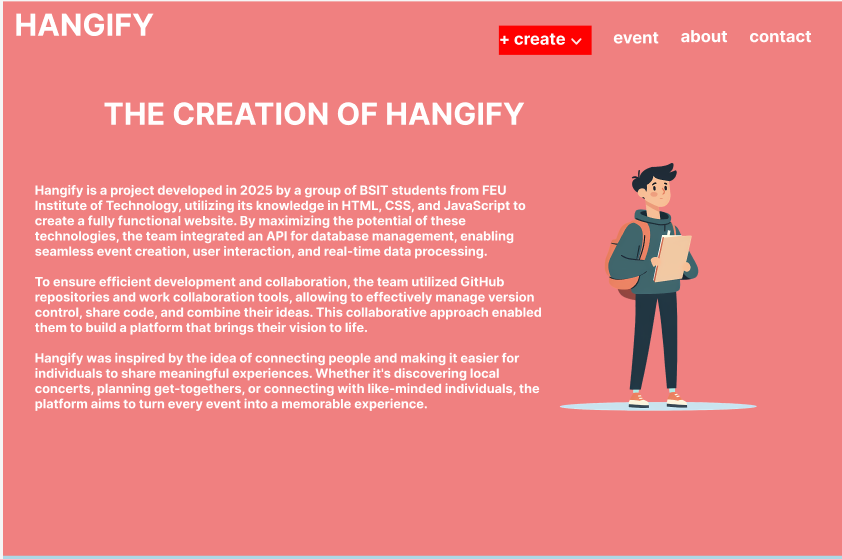 HANGIFY
+ create
event
about
contact
THE CREATION OF HANGIFY
Hangify is a project developed in 2025 by a group of BSIT students from FEU
Institute of Technology, utilizing its knowledge in HTML, CSS, and JavaScript to
create a fully functional website. By maximizing the potential of these
technologies, the team integrated an API for database management, enabling
seamless event creation, user interaction, and real-time data processing.
To ensure efficient development and collaboration, the team utilized GitHub
repositories and work collaboration tools, allowing to effectively manage version
control, share code, and combine their ideas. This collaborative approach enabled
them to build a platform that brings their vision to life.
Hangify was inspired by the idea of connecting people and making it easier for
individuals to share meaningful experiences. Whether it's discovering local
concerts, planning get-togethers, or connecting with like-minded individuals, the
platform aims to turn every event into a memorable experience.